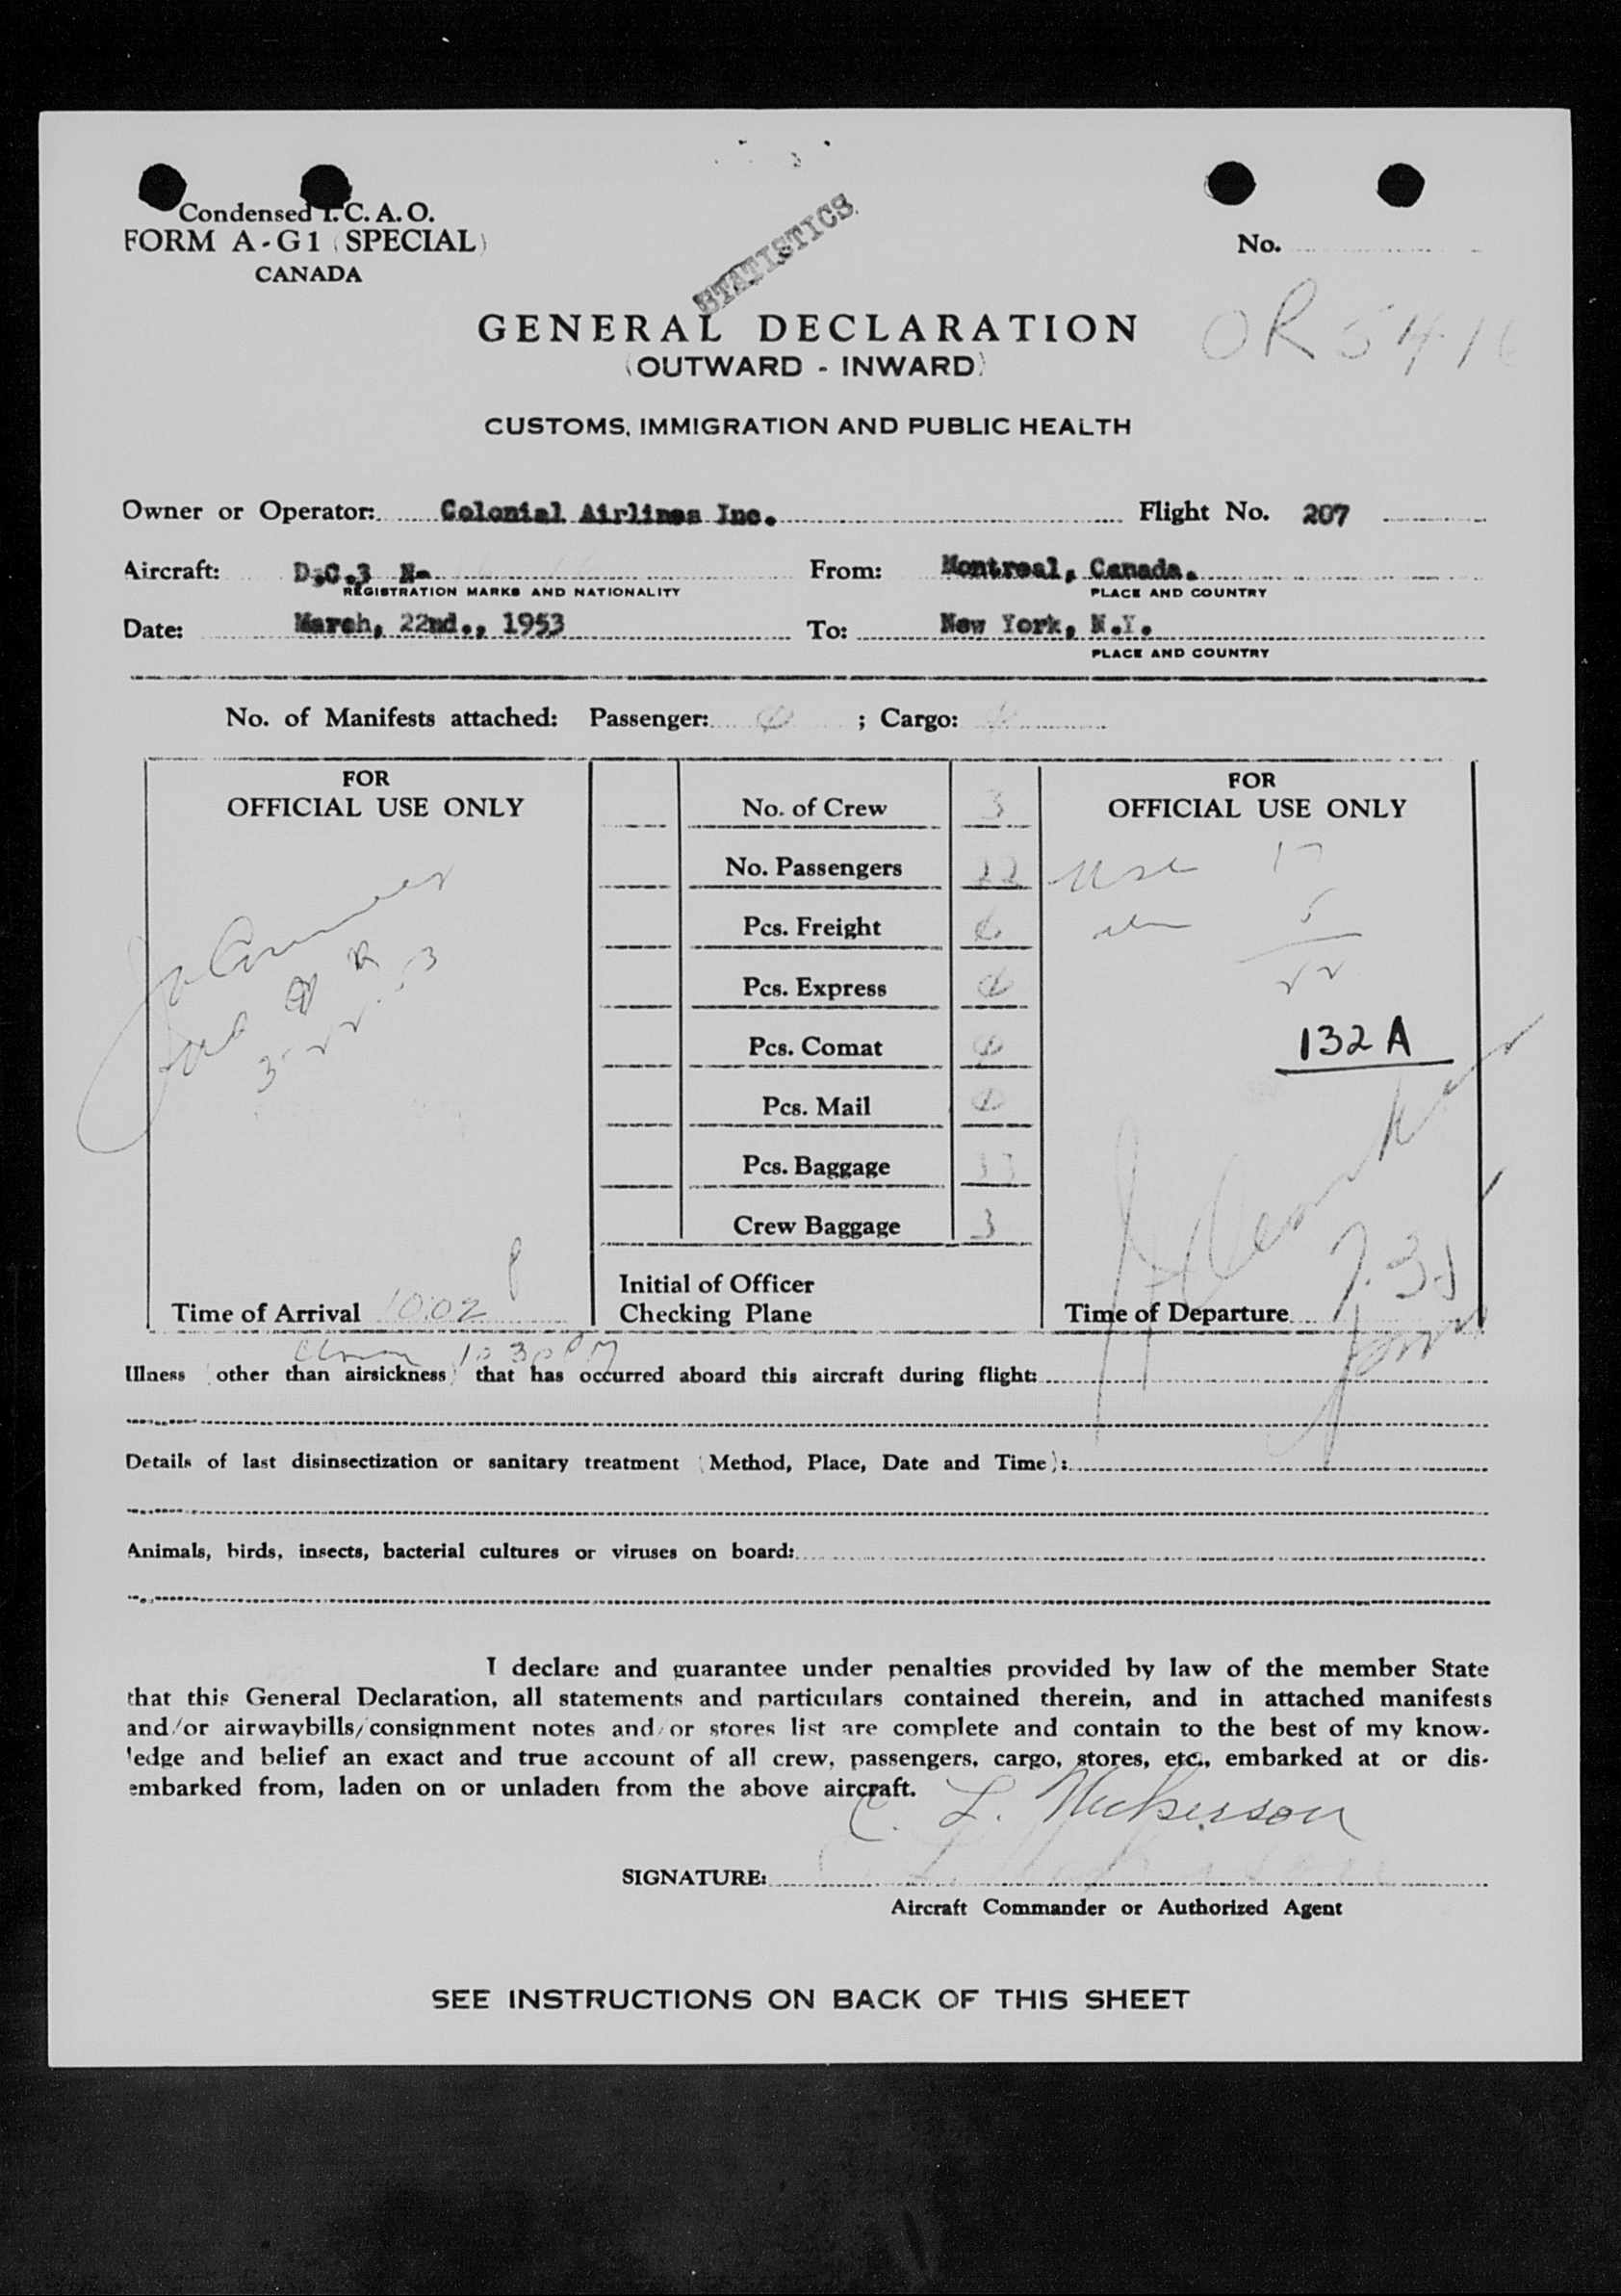 Condensed I. C. A. O.
FORM A-G1 (SPECIAL)
CANADA
STATISTICS
No.
OR 5416
GENERAL DECLARATION
(OUTWARD - INWARD)
CUSTOMS, IMMIGRATION AND PUBLIC HEALTH
Owner or Operator: Colonial Airlines Inc. Flight No. 207
Aircraft: D.C.3 N- From: Montreal, Canada.
REGISTRATION MARKS AND NATIONALITY PLACE AND COUNTRY
Date: March, 22nd., 1953 To: New York, N.Y.
PLACE AND COUNTRY
No. of Manifests attached: Passenger: ; Cargo:
FOR
OFFICIAL USE ONLY
3-22-53
Time of Arrival 10:02 P
10 30 PM
No. of Crew 3
No. Passengers 22
Pcs. Freight
Pcs. Express
Pcs. Comat
Pcs. Mail
Pcs. Baggage
Crew Baggage 3
Initial of Officer
Checking Plane
FOR
OFFICIAL USE ONLY
usc 17
5
22
132 A
Time of Departure
Illness (other than airsickness) that has occurred aboard this aircraft during flight:
Details of last disinsectization or sanitary treatment (Method, Place, Date and Time):
Animals, birds, insects, bacterial cultures or viruses on board:
I declare and guarantee under penalties provided by law of the member State
that this General Declaration, all statements and particulars contained therein, and in attached manifests
and/or airwaybills/consignment notes and/or stores list are complete and contain to the best of my know-
ledge and belief an exact and true account of all crew, passengers, cargo, stores, etc., embarked at or dis-
embarked from, laden on or unladen from the above aircraft.
C. L. Nickerson
SIGNATURE:
Aircraft Commander or Authorized Agent
SEE INSTRUCTIONS ON BACK OF THIS SHEET